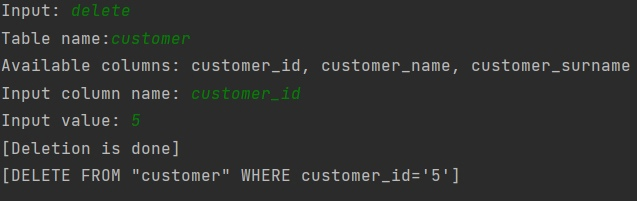 Input: delete
Table name:customer
Available columns: customer_id, customer_name, customer_surname
Input column name: customer_id
Input value: 5
[Deletion is done]
[DELETE FROM "customer" WHERE customer_id='5']